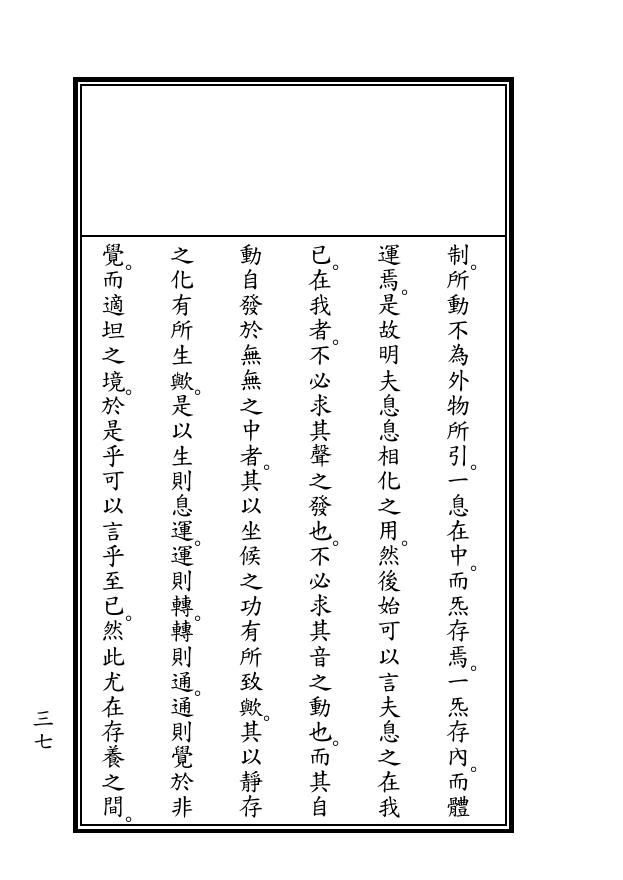 制。所動不為外物所引。一息在中。而炁存焉。一炁存內。而體
運焉。是故明夫息息相化之用。然後始可以言夫息之在我
已。在我者。不必求其聲之發也。不必求其音之動也。而其自
動自發於無無之中者。其以坐候之功有所致歟。其以靜存
之化有所生歟。是以生則息運。運則轉。轉則通。通則覺於非
覺。而適坦之境。於是乎可以言乎至已。然此尤在存養之間。
三七